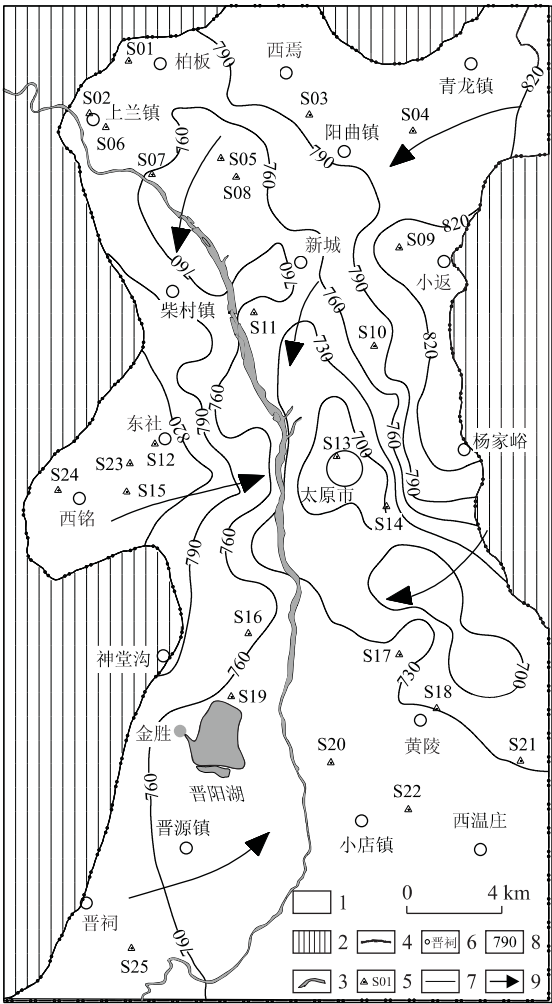 S01
柏板
790
西焉
青龙镇
820
S02
上兰镇
S06
S03
S04
阳曲镇
790
760
S07
S05
S08
760
820
S09
小返
新城
760
760
790
柴村镇
760
S11
730
S10
820
760
东社
820
S12
760
760
杨家峪
S13
700
790
S23
S24
S15
西铭
太原市
S14
790
760
S16
神堂沟
760
S17
730
700
S19
S18
金胜
黄陵
S20
S21
晋阳湖
760
S22
晋源镇
小店镇
西温庄
晋祠
760
S25
0
4 km
1
2
4
晋祠
6
790
8
3
S01
5
7
9